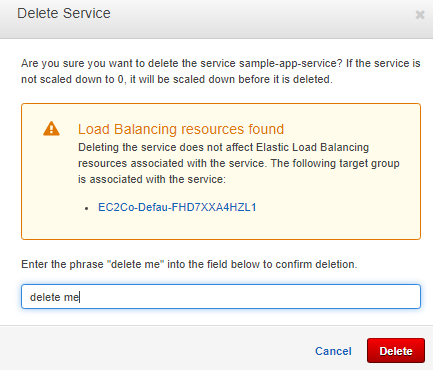 Delete Service
Are you sure you want to delete the service sample-app-service? If the service is
not scaled down to 0, it will be scaled down before it is deleted.
Load Balancing resources found
Deleting the service does not affect Elastic Load Balancing
resources associated with the service. The following target group
is associated with the service:
• EC2Co-Defau-FHD7XXA4HZL1
Enter the phrase "delete me" into the field below to confirm deletion.
delete me
Cancel Delete